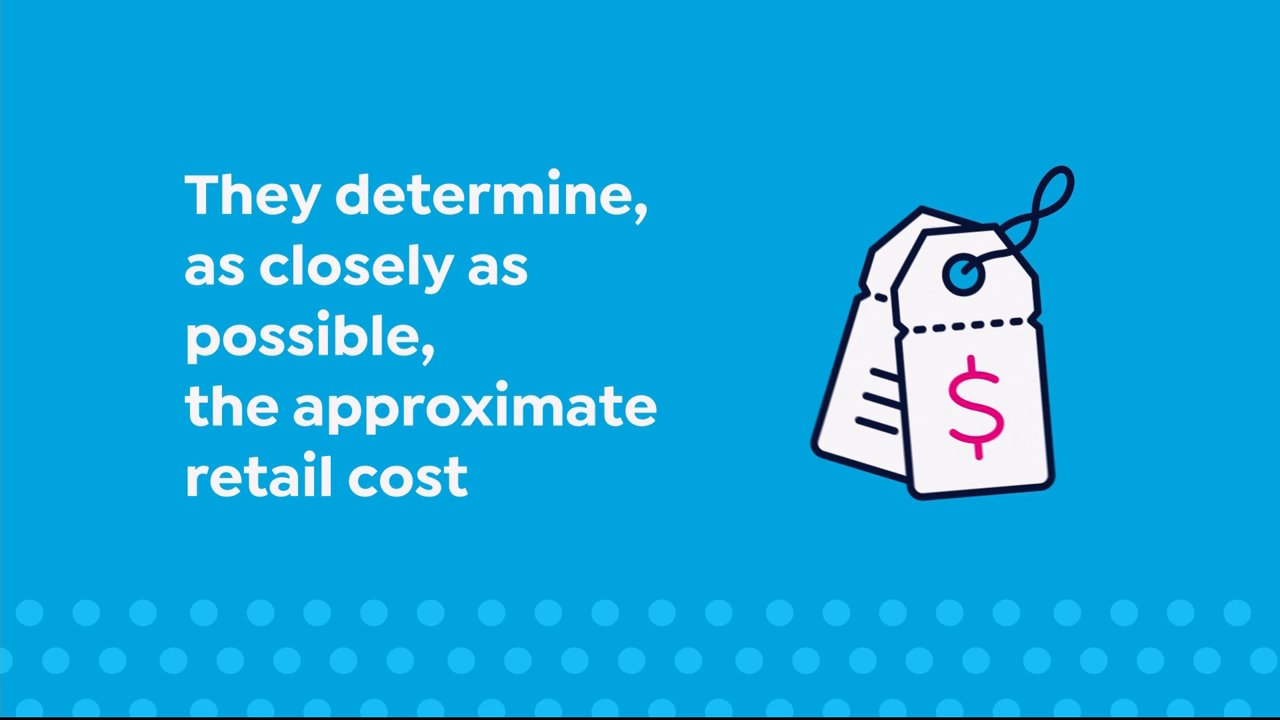 They determine,
as closely as
possible,
the approximate
retail cost
$